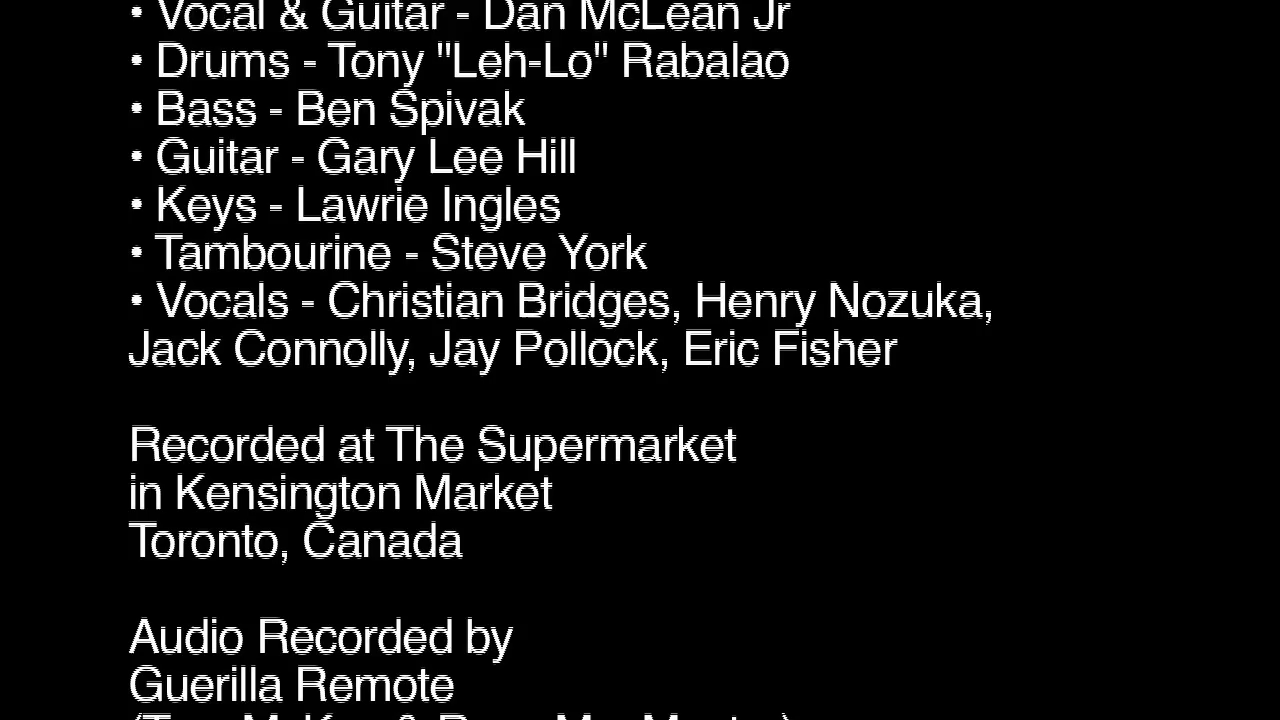 • Vocal & Guitar - Dan McLean Jr
• Drums - Tony "Leh-Lo" Rabalao
• Bass - Ben Spivak
• Guitar - Gary Lee Hill
• Keys - Lawrie Ingles
• Tambourine - Steve York
• Vocals - Christian Bridges, Henry Nozuka,
Jack Connolly, Jay Pollock, Eric Fisher
Recorded at The Supermarket
in Kensington Market
Toronto, Canada
Audio Recorded by
Guerilla Remote